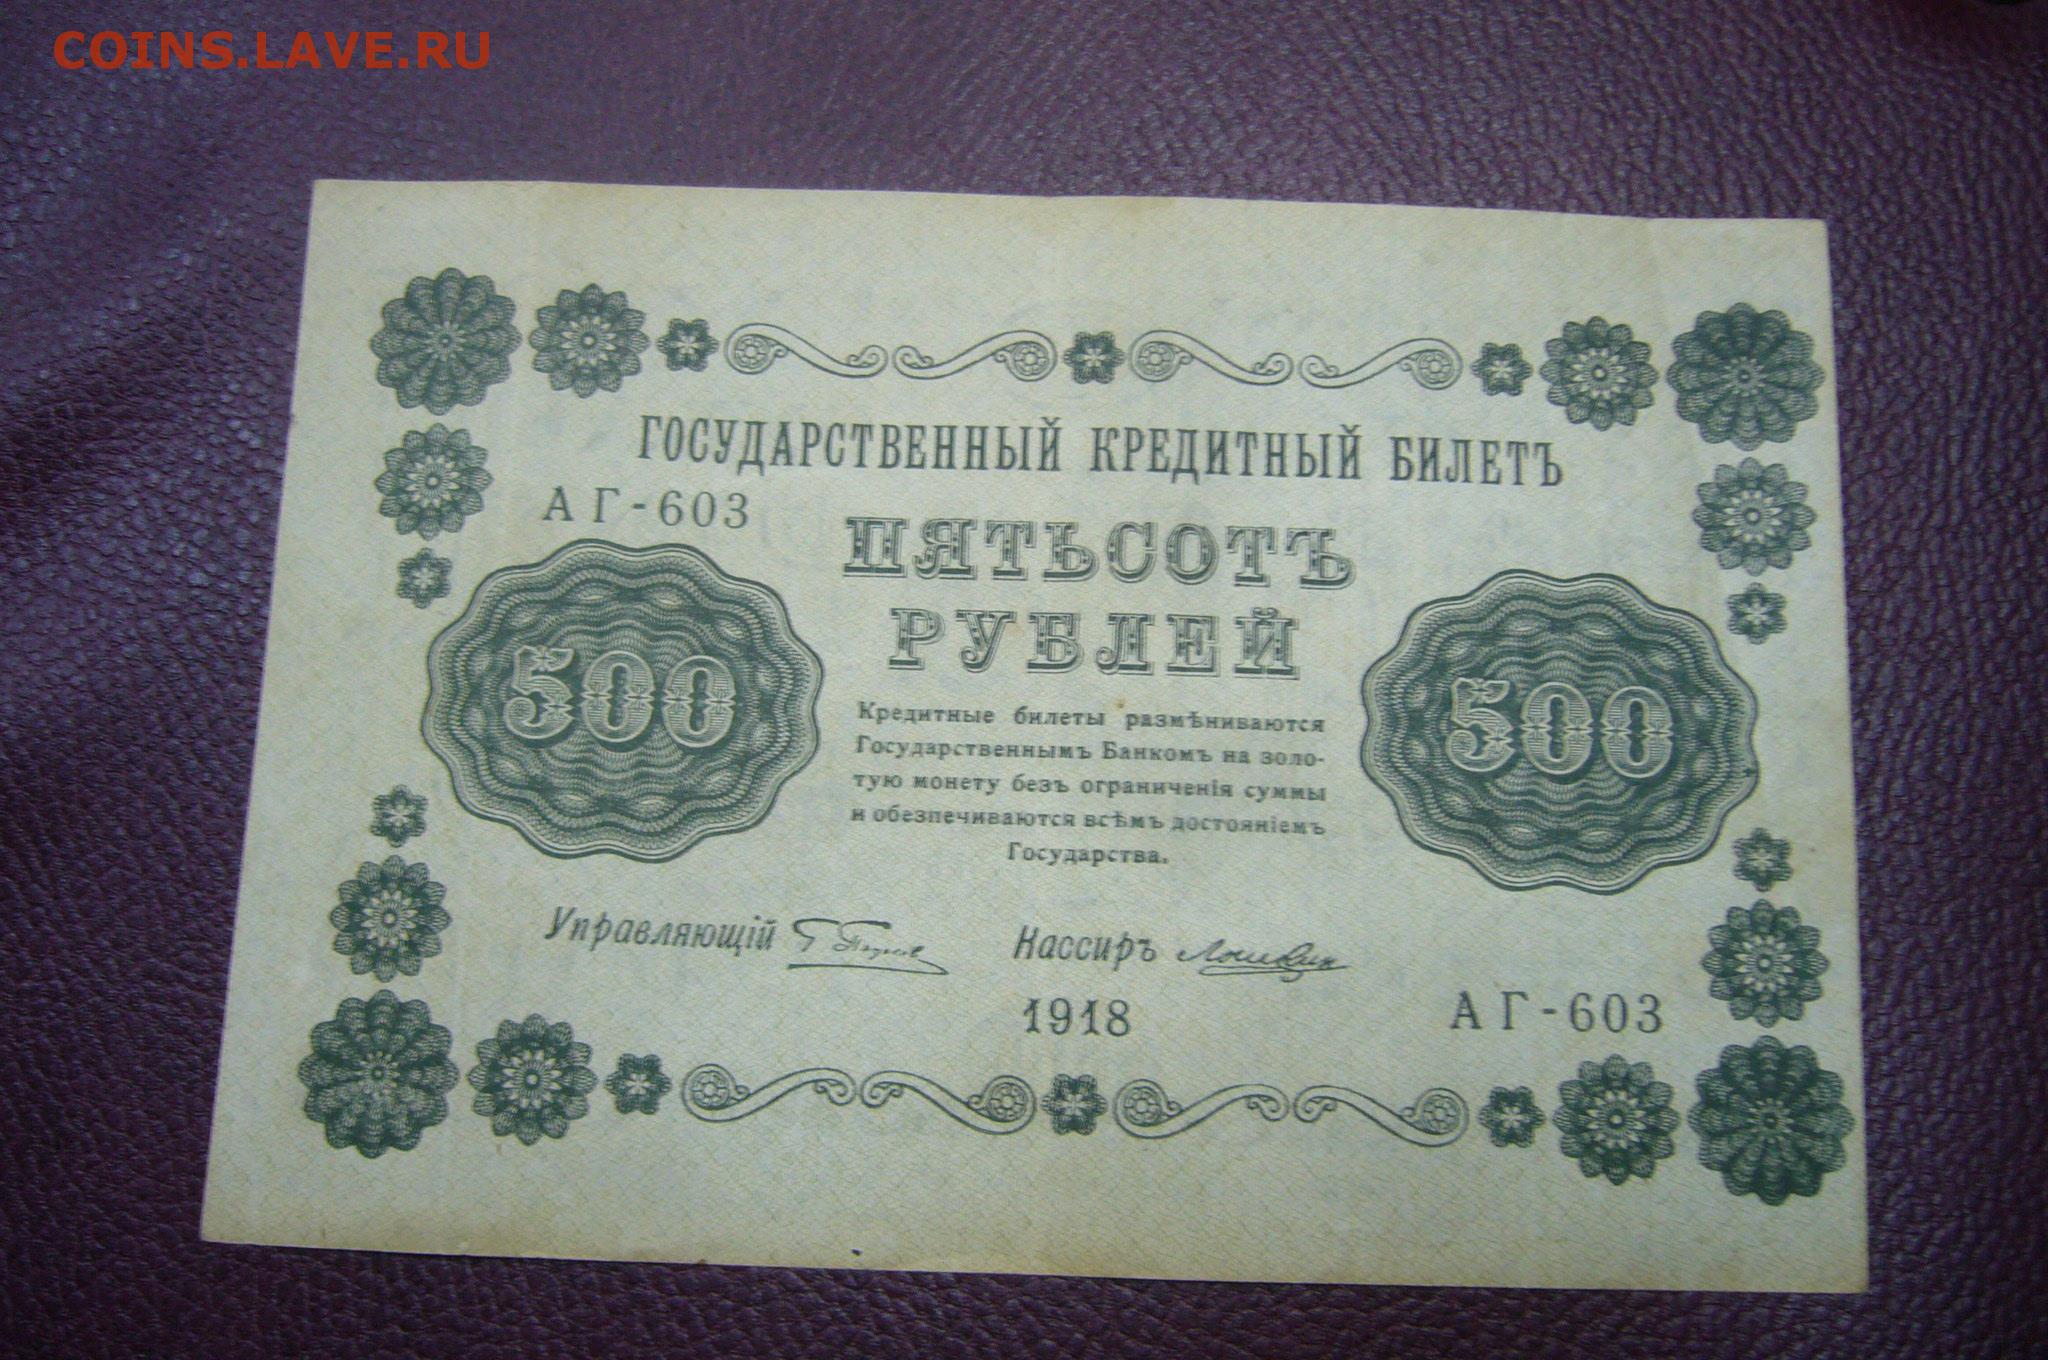 COINS.LAVE.RU
ГОСУДАРСТВЕННЫЙ КРЕДИТНЫЙ БИЛЕТЪ
АГ-603
ПЯТЬСОТЪ
РУБЛЕЙ
500
500
Кредитные билеты размѣниваются
Государственнымъ Банкомъ на золо-
тую монету безъ ограниченія суммы
и обезпечиваются всѣмъ достояніемъ
Государства.
Управляющій
Кассиръ
1918
АГ-603